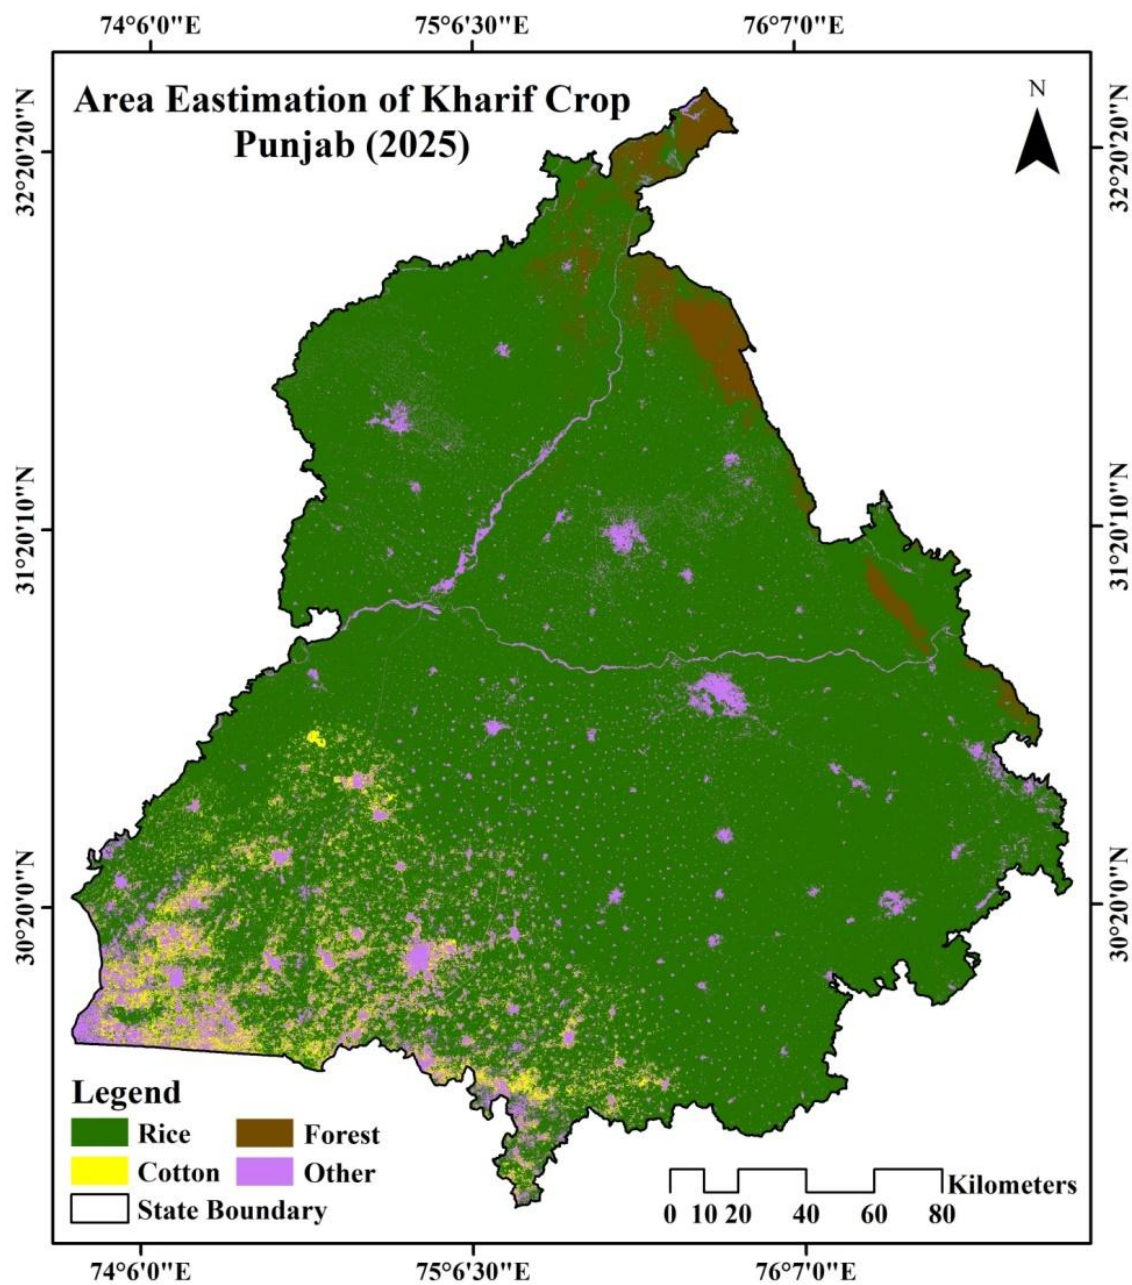 74°6'0"E 75°6'30"E 76°7'0"E
Area Eastimation of Kharif Crop
Punjab (2025)
N
32°20'20"N 32°20'20"N
31°20'10"N 31°20'10"N
30°20'0"N 30°20'0"N
Legend
Rice Forest
Cotton Other
State Boundary
Kilometers
0 10 20 40 60 80
74°6'0"E 75°6'30"E 76°7'0"E